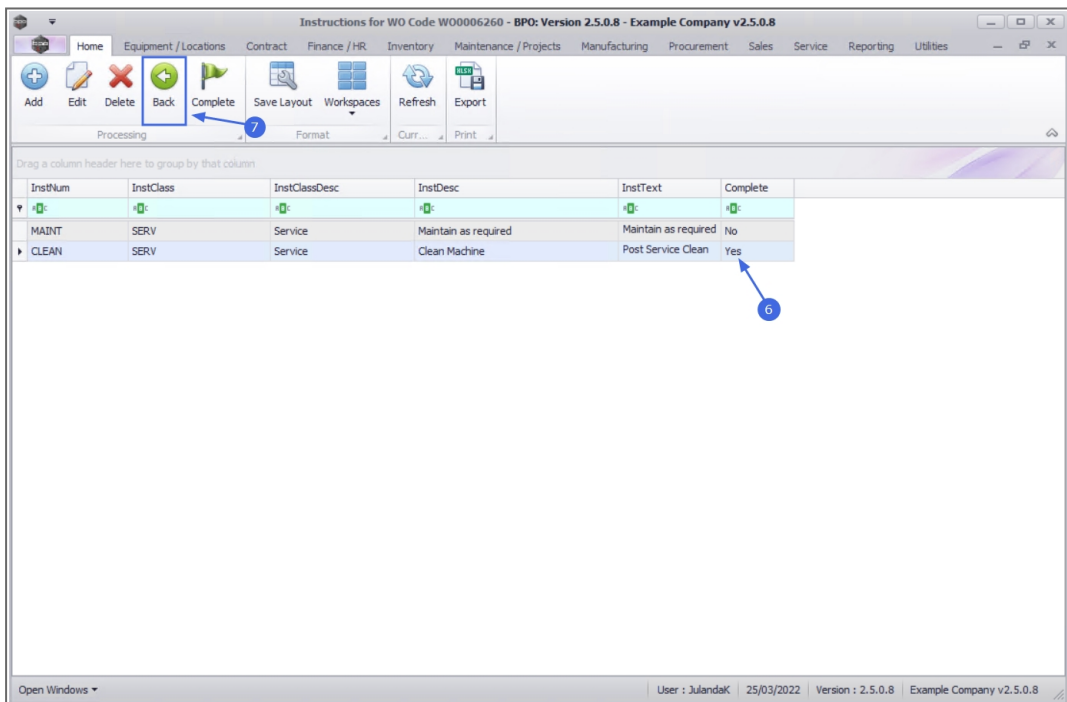 Instructions for WO Code WO0006260 - BPO: Version 2.5.0.8 - Example Company v2.5.0.8
Home Equipment / Locations Contract Finance / HR Inventory Maintenance / Projects Manufacturing Procurement Sales Service Reporting Utilities
Add Edit Delete Back Complete Save Layout Workspaces Refresh Export
7
Processing Format Curr... Print
Drag a column header here to group by that column
InstNum InstClass InstClassDesc InstDesc InstText Complete
MAINT SERV Service Maintain as required Maintain as required No
CLEAN SERV Service Clean Machine Post Service Clean Yes
6
Open Windows User : JulandaK 25/03/2022 Version : 2.5.0.8 Example Company v2.5.0.8